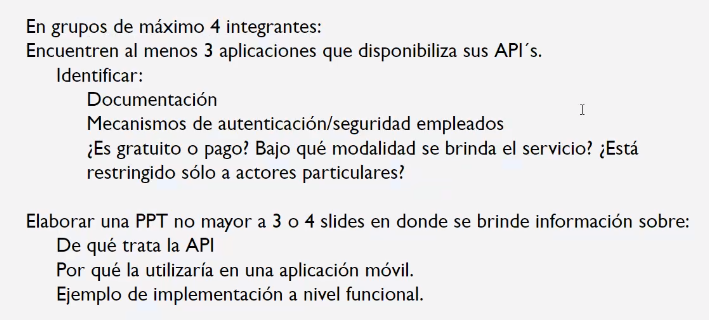 En grupos de máximo 4 integrantes:
Encuentren al menos 3 aplicaciones que disponibiliza sus API´s.
Identificar:
Documentación
Mecanismos de autenticación/seguridad empleados
¿Es gratuito o pago? Bajo qué modalidad se brinda el servicio? ¿Está
restringido sólo a actores particulares?
Elaborar una PPT no mayor a 3 o 4 slides en donde se brinde información sobre:
De qué trata la API
Por qué la utilizaría en una aplicación móvil.
Ejemplo de implementación a nivel funcional.